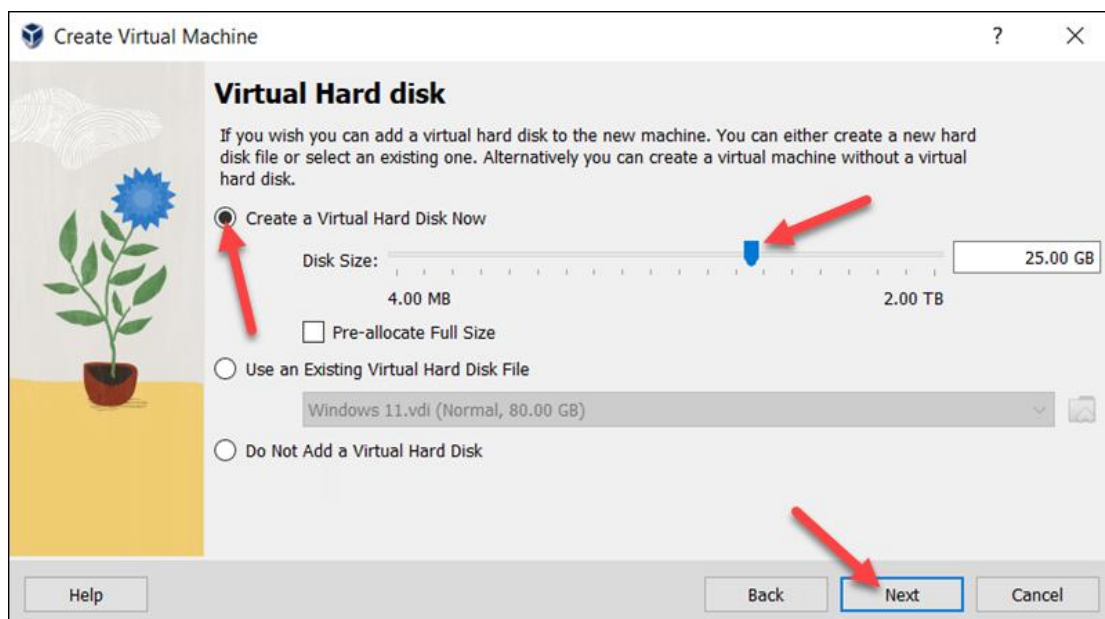 Create Virtual Machine
?
Virtual Hard disk
If you wish you can add a virtual hard disk to the new machine. You can either create a new hard
disk file or select an existing one. Alternatively you can create a virtual machine without a virtual
hard disk.
Create a Virtual Hard Disk Now
Disk Size:
25.00 GB
4.00 MB
2.00 TB
Pre-allocate Full Size
Use an Existing Virtual Hard Disk File
Windows 11.vdi (Normal, 80.00 GB)
Do Not Add a Virtual Hard Disk
Help
Back
Next
Cancel